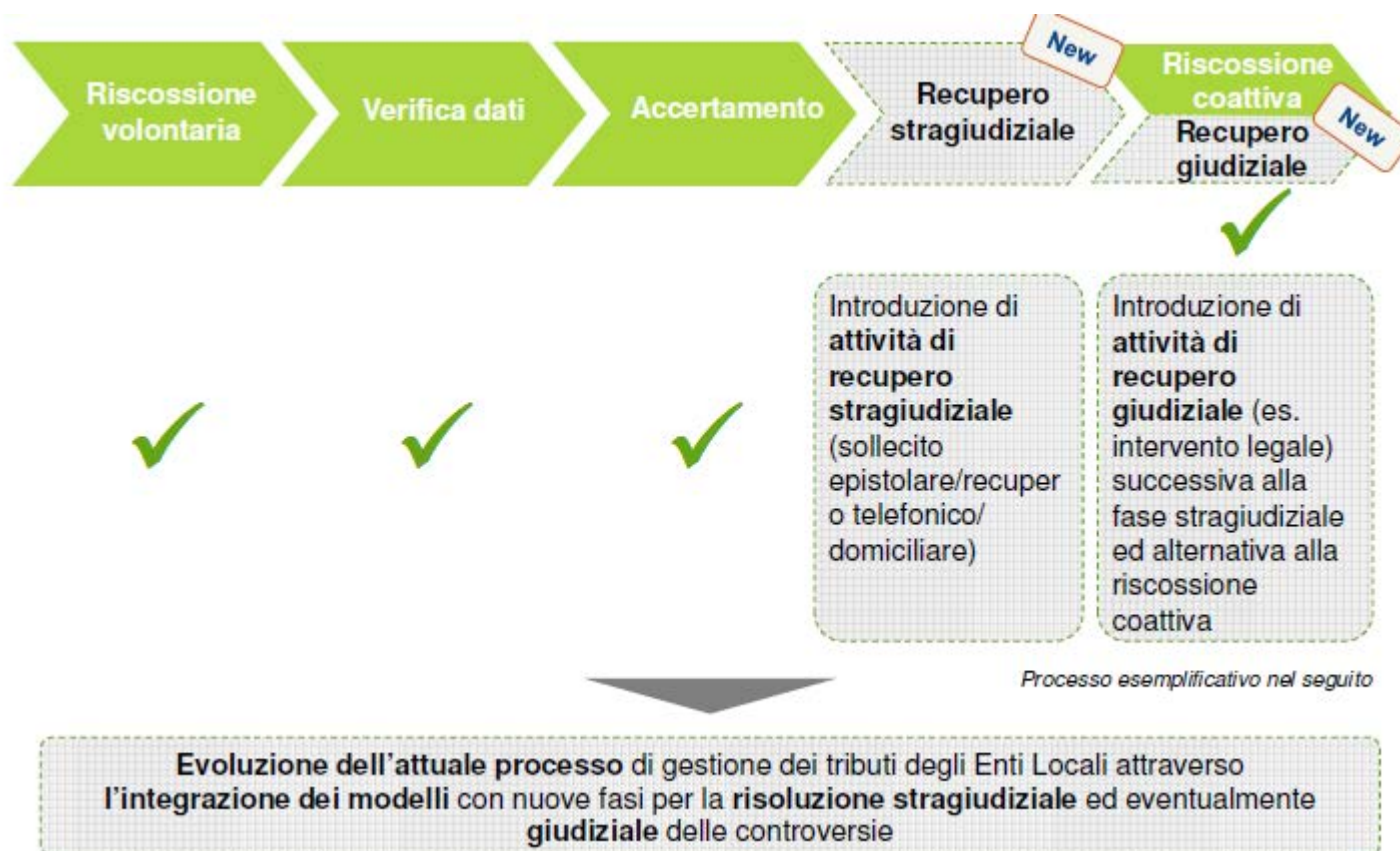 Riscossione
volontaria
Verifica dati
Accertamento
Recupero
stragiudiziale
New
Riscossione
coattiva
Recupero
giudiziale
New
Introduzione di
attività di
recupero
stragiudiziale
(sollecito
epistolare/recuper
o telefonico/
domiciliare)
Introduzione di
attività di
recupero
giudiziale (es.
intervento legale)
successiva alla
fase stragiudiziale
ed alternativa alla
riscossione
coattiva
Processo esemplificativo nel seguito
Evoluzione dell'attuale processo di gestione dei tributi degli Enti Locali attraverso
l'integrazione dei modelli con nuove fasi per la risoluzione stragiudiziale ed eventualmente
giudiziale delle controversie